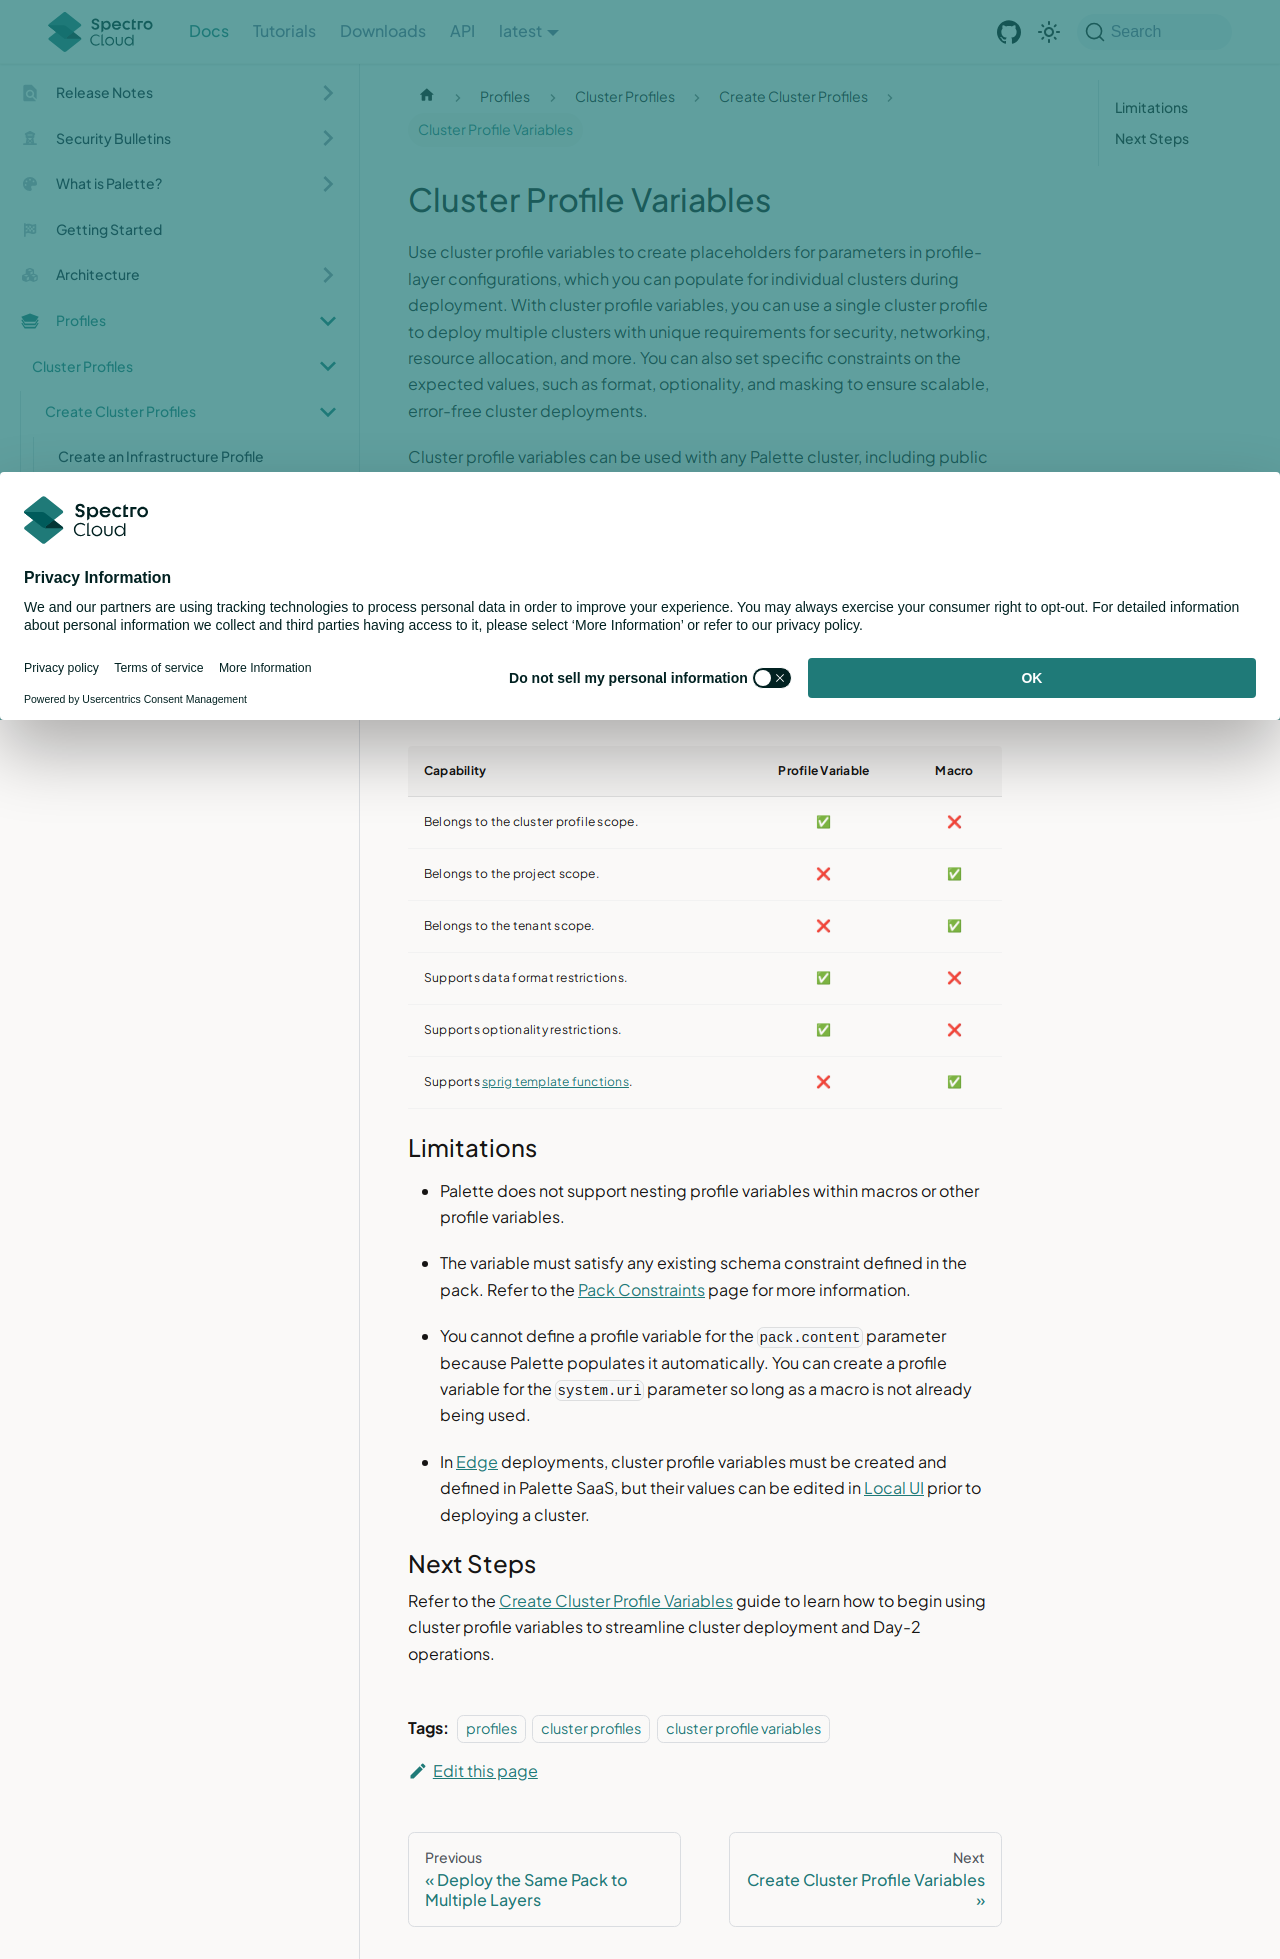 Spectro Cloud
Docs
Tutorials
Downloads
API
latest
Search
Release Notes
Security Bulletins
What is Palette?
Getting Started
Architecture
Profiles
Cluster Profiles
Create Cluster Profiles
Create an Infrastructure Profile
Profiles
Cluster Profiles
Create Cluster Profiles
Cluster Profile Variables
Limitations
Next Steps
Cluster Profile Variables
Use cluster profile variables to create placeholders for parameters in profile-
layer configurations, which you can populate for individual clusters during
deployment. With cluster profile variables, you can use a single cluster profile
to deploy multiple clusters with unique requirements for security, networking,
resource allocation, and more. You can also set specific constraints on the
expected values, such as format, optionality, and masking to ensure scalable,
error-free cluster deployments.
Cluster profile variables can be used with any Palette cluster, including public
Spectro
Cloud
Privacy Information
We and our partners are using tracking technologies to process personal data in order to improve your experience. You may always exercise your consumer right to opt-out. For detailed information
about personal information we collect and third parties having access to it, please select ‘More Information’ or refer to our privacy policy.
Privacy policy
Terms of service
More Information
Powered by Usercentrics Consent Management
Do not sell my personal information
OK
Capability Profile Variable Macro
Belongs to the cluster profile scope. ✅ ❌
Belongs to the project scope. ❌ ✅
Belongs to the tenant scope. ❌ ✅
Supports data format restrictions. ✅ ❌
Supports optionality restrictions. ✅ ❌
Supports sprig template functions. ❌ ✅
Limitations
Palette does not support nesting profile variables within macros or other
profile variables.
The variable must satisfy any existing schema constraint defined in the
pack. Refer to the Pack Constraints page for more information.
You cannot define a profile variable for the pack.content parameter
because Palette populates it automatically. You can create a profile
variable for the system.uri parameter so long as a macro is not already
being used.
In Edge deployments, cluster profile variables must be created and
defined in Palette SaaS, but their values can be edited in Local UI prior to
deploying a cluster.
Next Steps
Refer to the Create Cluster Profile Variables guide to learn how to begin using
cluster profile variables to streamline cluster deployment and Day-2
operations.
Tags: profiles cluster profiles cluster profile variables
Edit this page
Previous
« Deploy the Same Pack to
Multiple Layers
Next
Create Cluster Profile Variables
»